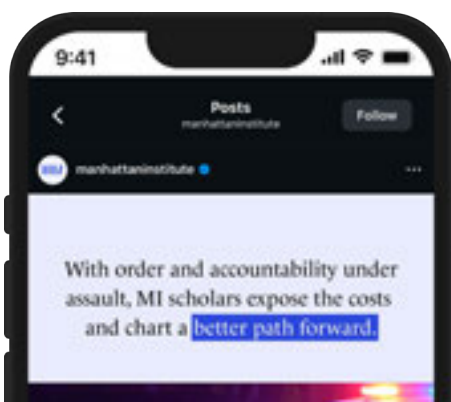 9:41
Posts
manhattaninstitute
Follow
manhattaninstitute
With order and accountability under
assault, MI scholars expose the costs
and chart a better path forward.